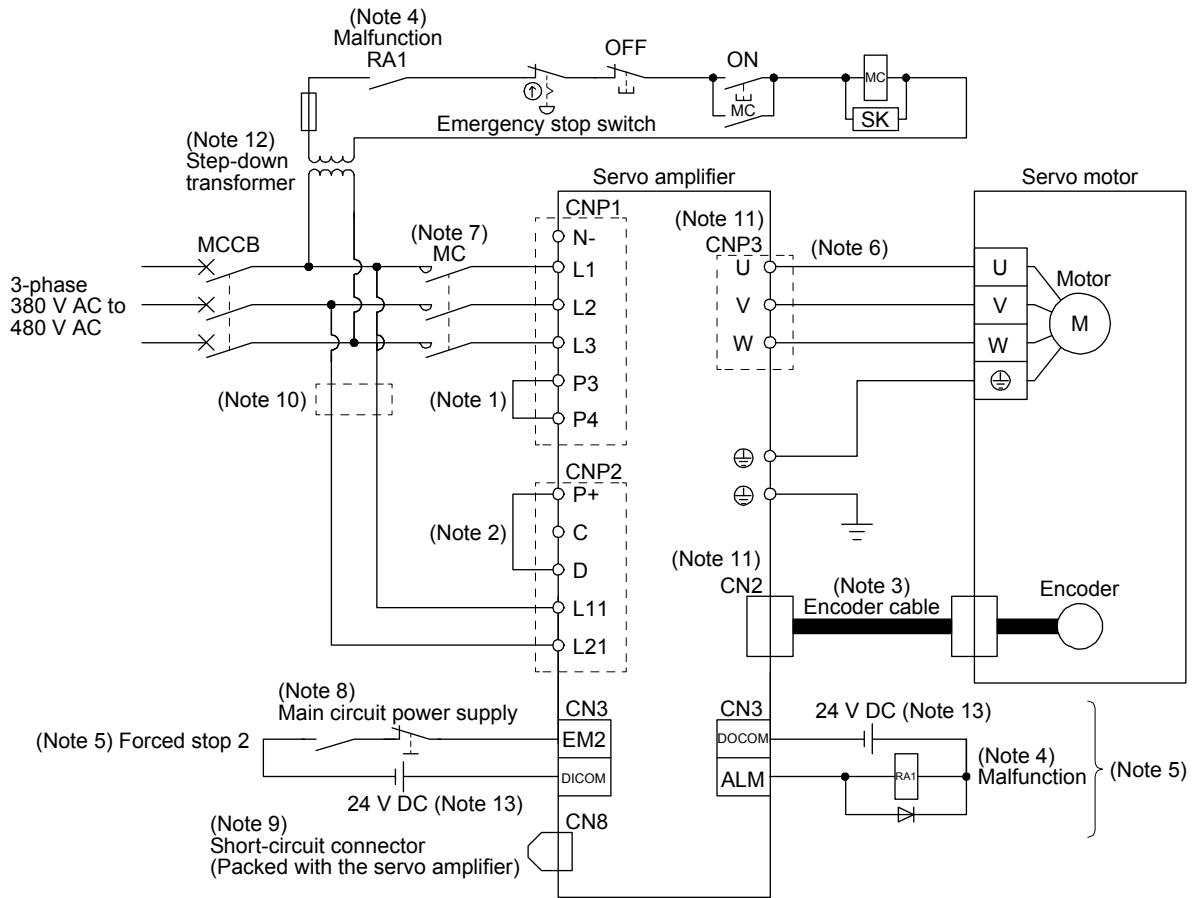 (Note 4)
Malfunction
RA1
OFF
ON
MC
MC
SK
Emergency stop switch
(Note 12)
Step-down
transformer
Servo amplifier
Servo motor
CNP1
(Note 11)
CNP3
(Note 6)
MCCB
(Note 7)
MC
N-
L1
L2
L3
P3
P4
U
V
W
U
V
W
Motor
M
3-phase
380 V AC to
480 V AC
(Note 10)
(Note 1)
CNP2
P+
C
D
L11
L21
(Note 2)
(Note 11)
CN2
(Note 3)
Encoder cable
Encoder
(Note 8)
Main circuit power supply
(Note 5) Forced stop 2
CN3
EM2
DICOM
24 V DC (Note 13)
CN3
DOCOM
ALM
24 V DC (Note 13)
RA1
(Note 4)
Malfunction
(Note 5)
(Note 9)
Short-circuit connector
(Packed with the servo amplifier)
CN8